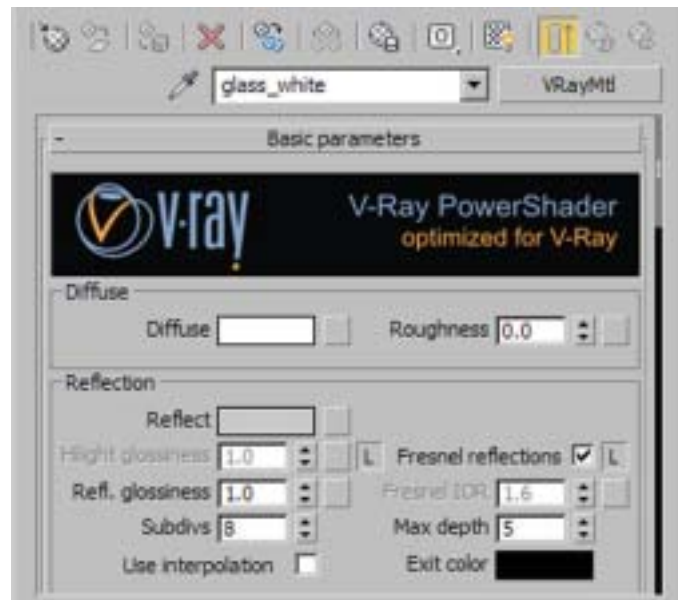 glass_white VRayMtl
- Basic parameters
v·ray V-Ray PowerShader
optimized for V-Ray
Diffuse
Diffuse Roughness 0.0
Reflection
Reflect
Hilight glossiness 1.0 L Fresnel reflections L
Refl. glossiness 1.0 Fresnel IOR 1.6
Subdivs 8 Max depth 5
Use interpolation Exit color